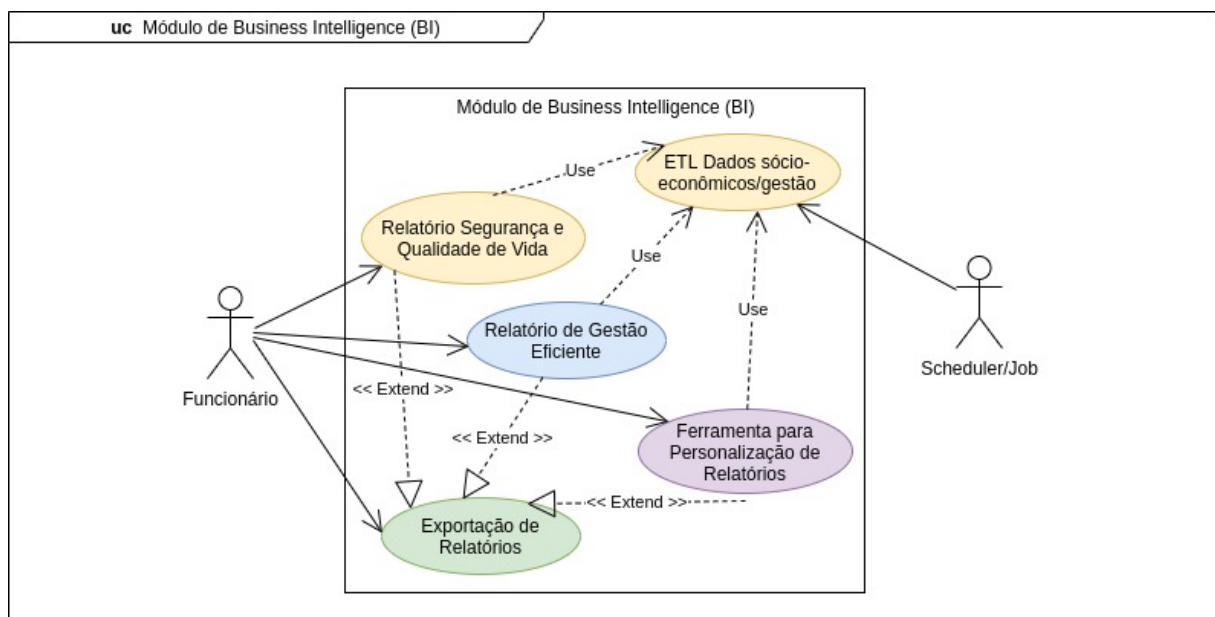 uc Módulo de Business Intelligence (BI)
Módulo de Business Intelligence (BI)
ETL Dados sócio-
econômicos/gestão
Use
Relatório Segurança e
Qualidade de Vida
Use
Relatório de Gestão
Eficiente
Use
Scheduler/Job
Funcionário
<< Extend >>
<< Extend >>
Ferramenta para
Personalização de
Relatórios
<< Extend >>
Exportação de
Relatórios